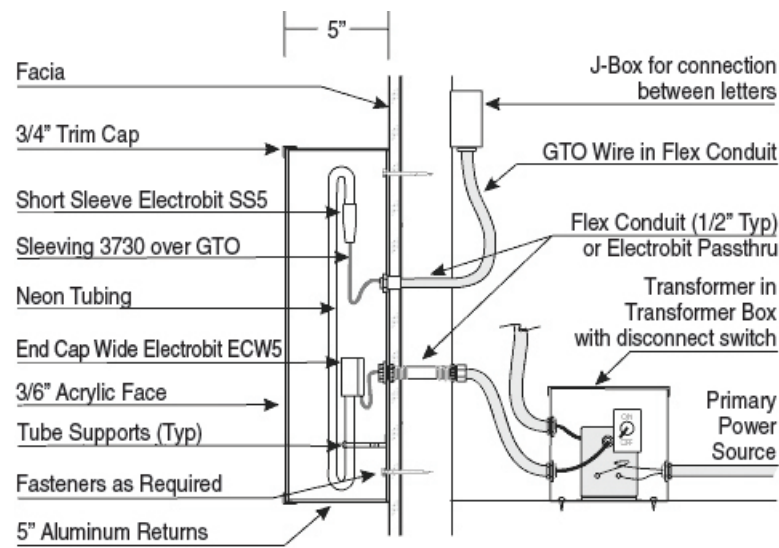 5”
Facia
3/4” Trim Cap
Short Sleeve Electrobit SS5
Sleeving 3730 over GTO
Neon Tubing
End Cap Wide Electrobit ECW5
3/6” Acrylic Face
Tube Supports (Typ)
Fasteners as Required
5” Aluminum Returns
J-Box for connection
between letters
GTO Wire in Flex Conduit
Flex Conduit (1/2” Typ)
or Electrobit Passthru
Transformer in
Transformer Box
with disconnect switch
ON
OFF
Primary
Power
Source